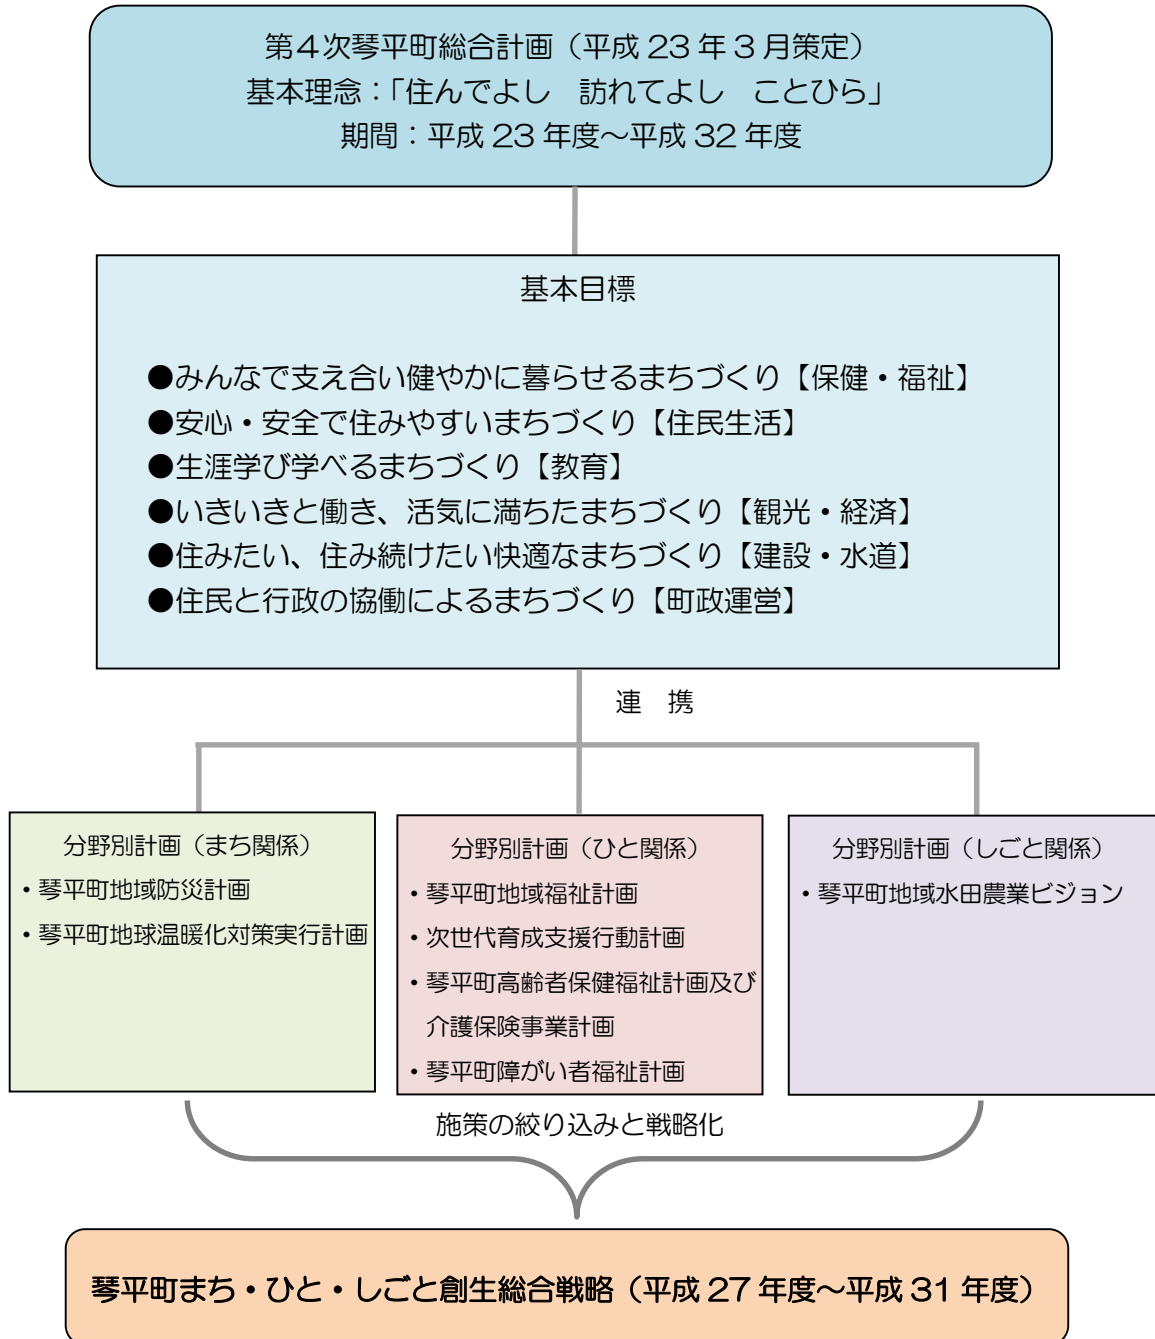 第４次琴平町総合計画（平成 23 年 3 月策定）
基本理念：「住んでよし　訪れてよし　ことひら」
期間：平成 23 年度～平成 32 年度
基本目標
●みんなで支え合い健やかに暮らせるまちづくり【保健・福祉】
●安心・安全で住みやすいまちづくり【住民生活】
●生涯学び学べるまちづくり【教育】
●いきいきと働き、活気に満ちたまちづくり【観光・経済】
●住みたい、住み続けたい快適なまちづくり【建設・水道】
●住民と行政の協働によるまちづくり【町政運営】
連　携
分野別計画（まち関係）
・琴平町地域防災計画
・琴平町地球温暖化対策実行計画
分野別計画（ひと関係）
・琴平町地域福祉計画
・次世代育成支援行動計画
・琴平町高齢者保健福祉計画及び
介護保険事業計画
・琴平町障がい者福祉計画
分野別計画（しごと関係）
・琴平町地域水田農業ビジョン
施策の絞り込みと戦略化
琴平町まち・ひと・しごと創生総合戦略（平成 27 年度～平成 31 年度）